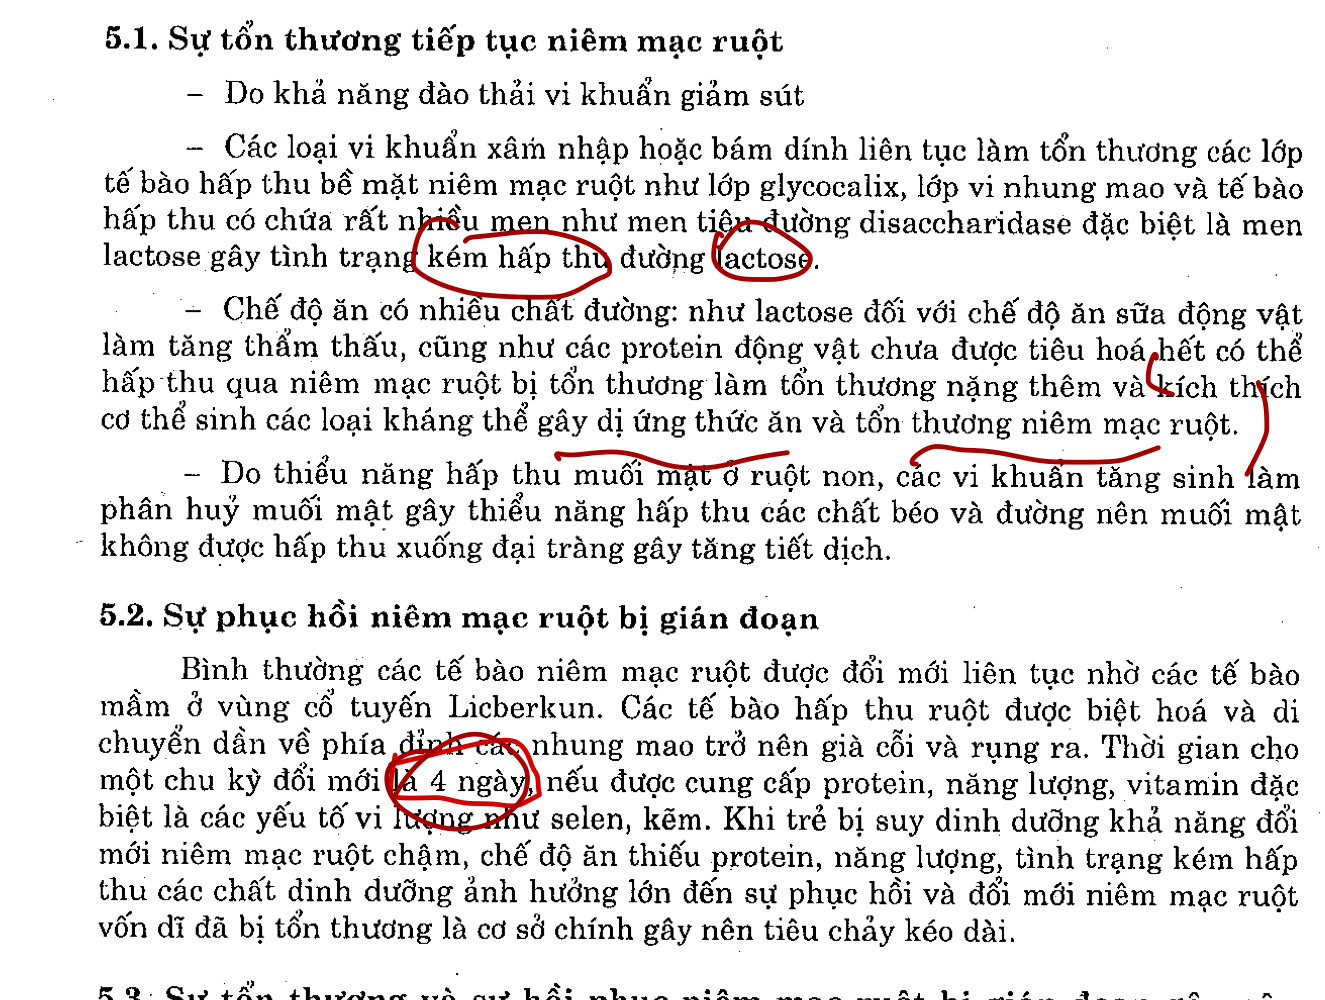 5.1. Sự tổn thương tiếp tục niêm mạc ruột
– Do khả năng đào thải vi khuẩn giảm sút
– Các loại vi khuẩn xâm nhập hoặc bám dính liên tục làm tổn thương các lớp
tế bào hấp thu bề mặt niêm mạc ruột như lớp glycocalix, lớp vi nhung mao và tế bào
hấp thu có chứa rất nhiều men như men tiêu đường disaccharidase đặc biệt là men
lactose gây tình trạng kém hấp thu đường lactose.
– Chế độ ăn có nhiều chất đường: như lactose đối với chế độ ăn sữa động vật
làm tăng thẩm thấu, cũng như các protein động vật chưa được tiêu hoá hết có thể
hấp thu qua niêm mạc ruột bị tổn thương làm tổn thương nặng thêm và kích thích
cơ thể sinh các loại kháng thể gây dị ứng thức ăn và tổn thương niêm mạc ruột.
– Do thiểu năng hấp thu muối mật ở ruột non, các vi khuẩn tăng sinh làm
phân huỷ muối mật gây thiểu năng hấp thu các chất béo và đường nên muối mật
không được hấp thu xuống đại tràng gây tăng tiết dịch.
5.2. Sự phục hồi niêm mạc ruột bị gián đoạn
Bình thường các tế bào niêm mạc ruột được đổi mới liên tục nhờ các tế bào
mầm ở vùng cổ tuyến Licberkun. Các tế bào hấp thu ruột được biệt hoá và di
chuyển dần về phía đỉnh các nhung mao trở nên già cỗi và rụng ra. Thời gian cho
một chu kỳ đổi mới là 4 ngày, nếu được cung cấp protein, năng lượng, vitamin đặc
biệt là các yếu tố vi lượng như selen, kẽm. Khi trẻ bị suy dinh dưỡng khả năng đổi
mới niêm mạc ruột chậm, chế độ ăn thiếu protein, năng lượng, tình trạng kém hấp
thu các chất dinh dưỡng ảnh hưởng lớn đến sự phục hồi và đổi mới niêm mạc ruột
vốn dĩ đã bị tổn thương là cơ sở chính gây nên tiêu chảy kéo dài.
5.3. Sự tổn thương và sự hồi phục niêm mạc ruột bị gián đoạn